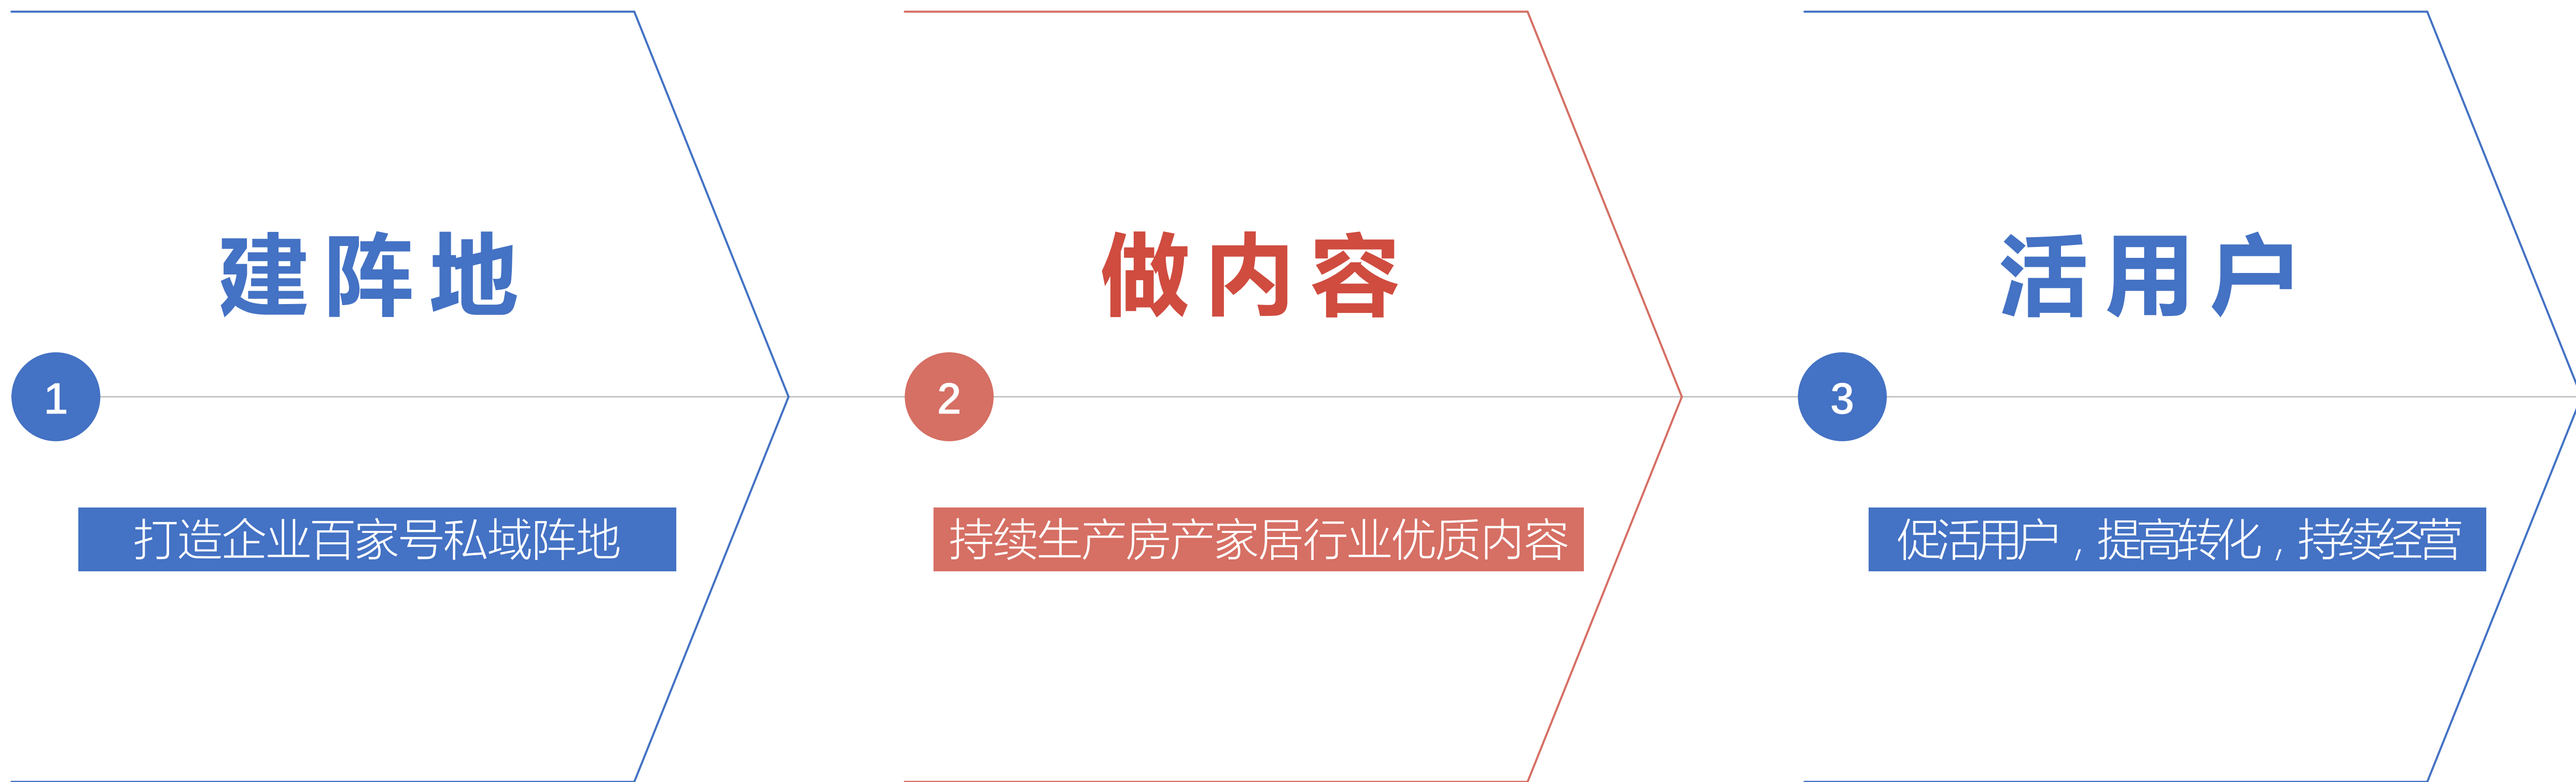 建阵地
1
打造企业百家号私域阵地
做内容
2
持续生产房产家居行业优质内容
活用户
3
促活用户，提高转化，持续经营